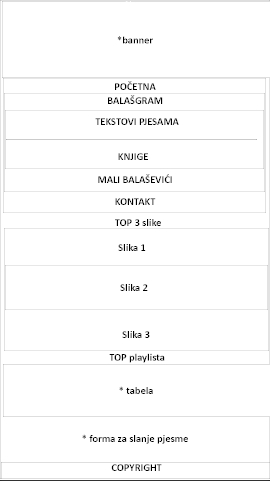 *banner
POČETNA
BALAŠGRAM
TEKSTOVI PJESAMA
KNJIGE
MALI BALAŠEVIĆI
KONTAKT
TOP 3 slike
Slika 1
Slika 2
Slika 3
TOP playlista
* tabela
* forma za slanje pjesme
COPYRIGHT